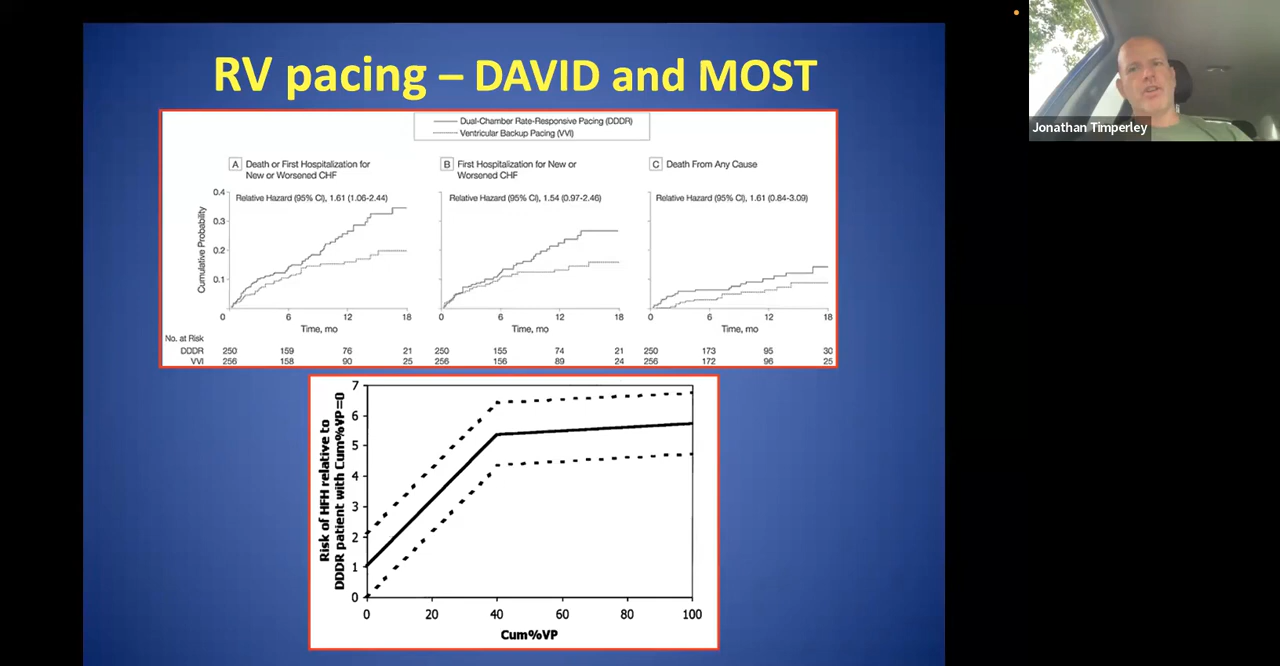 RV pacing – DAVID and MOST
Jonathan Timperley
Dual-Chamber Rate-Responsive Pacing (DDDR)
Ventricular Backup Pacing (VVI)
A Death or First Hospitalization for
New or Worsened CHF
Relative Hazard (95% CI), 1.61 (1.06-2.44)
B First Hospitalization for New or
Worsened CHF
Relative Hazard (95% CI), 1.54 (0.97-2.46)
C Death From Any Cause
Relative Hazard (95% CI), 1.61 (0.84-3.09)
Cumulative Probability
0.4
0.3
0.2
0.1
0 6 12 18
0 6 12 18
0 6 12 18
Time, mo
Time, mo
Time, mo
No. at Risk
DDDR 250 159 76 21 250 155 74 21 250 173 95 30
VVI 256 158 90 25 256 156 89 24 256 172 96 25
Risk of HFH relative to
DDDR patient with Cum%VP=0
7
6
5
4
3
2
1
0
0 20 40 60 80 100
Cum%VP